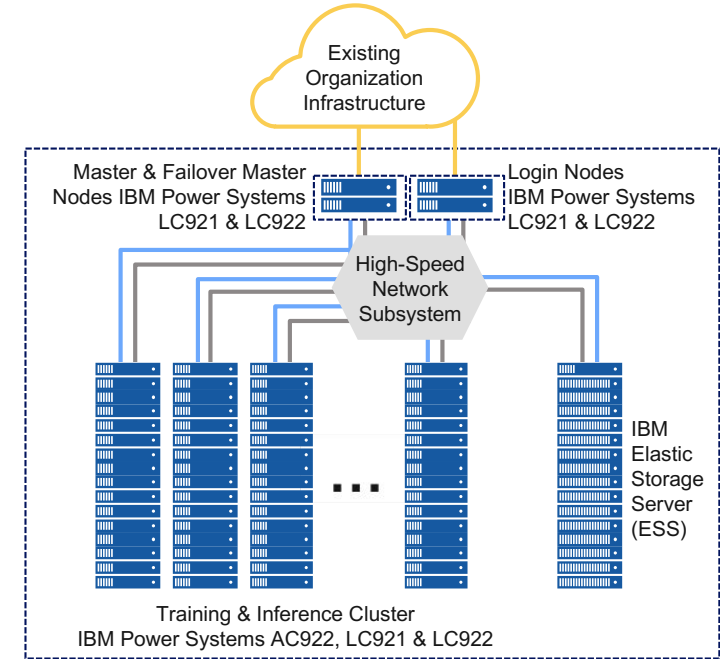 Existing
Organization
Infrastructure
Master & Failover Master
Nodes IBM Power Systems
LC921 & LC922
Login Nodes
IBM Power Systems
LC921 & LC922
High-Speed
Network
Subsystem
IBM
Elastic
Storage
Server
(ESS)
Training & Inference Cluster
IBM Power Systems AC922, LC921 & LC922